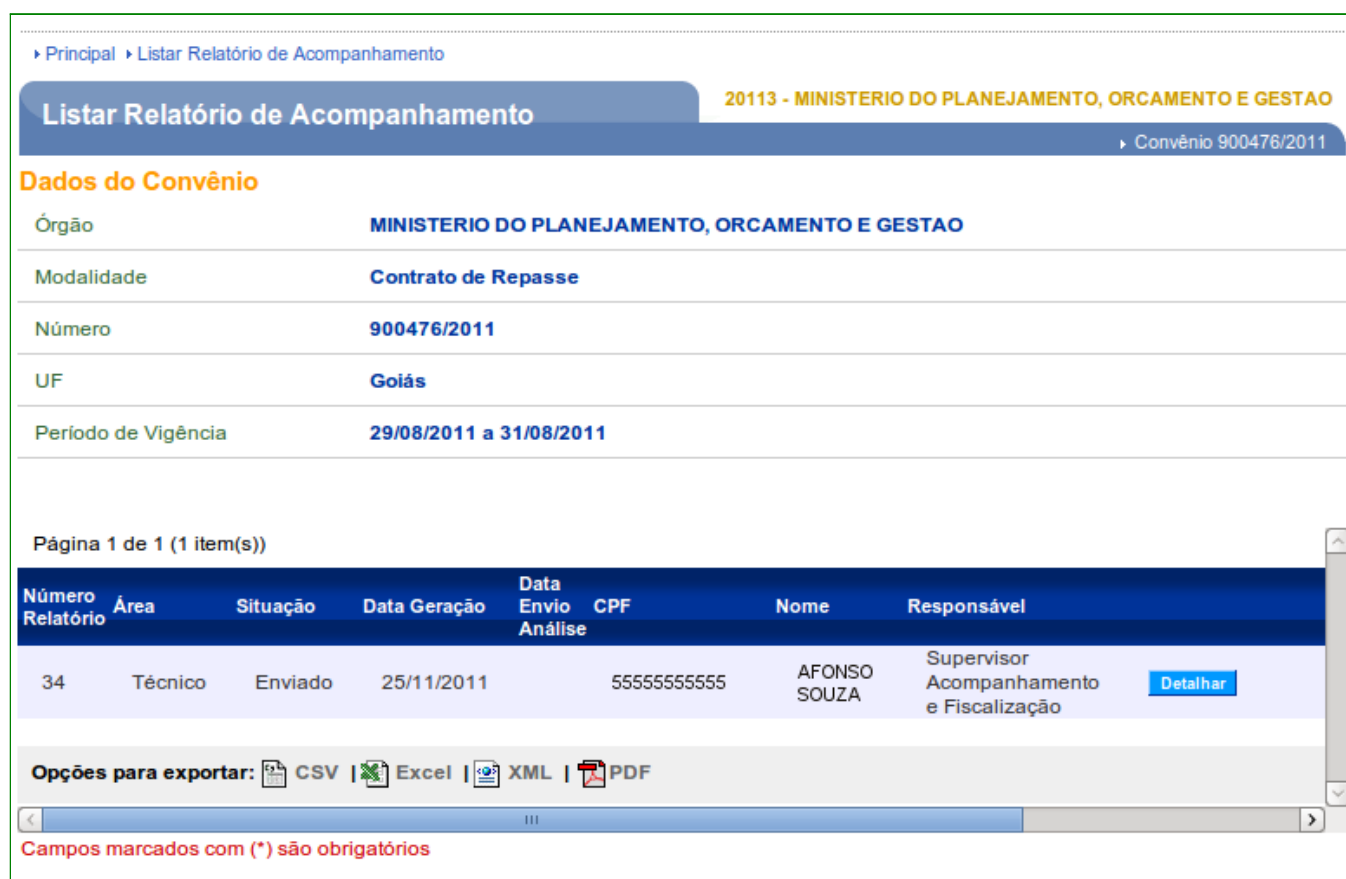 Principal Listar Relatório de Acompanhamento
Listar Relatório de Acompanhamento
20113 - MINISTERIO DO PLANEJAMENTO, ORCAMENTO E GESTAO
Convênio 900476/2011
Dados do Convênio
Órgão MINISTERIO DO PLANEJAMENTO, ORCAMENTO E GESTAO
Modalidade Contrato de Repasse
Número 900476/2011
UF Goiás
Período de Vigência 29/08/2011 a 31/08/2011
Página 1 de 1 (1 item(s))
Número Relatório Área Situação Data Geração Data Envio Análise CPF Nome Responsável
34 Técnico Enviado 25/11/2011 55555555555 AFONSO SOUZA Supervisor Acompanhamento e Fiscalização Detalhar
Opções para exportar: CSV | Excel | XML | PDF
Campos marcados com (*) são obrigatórios